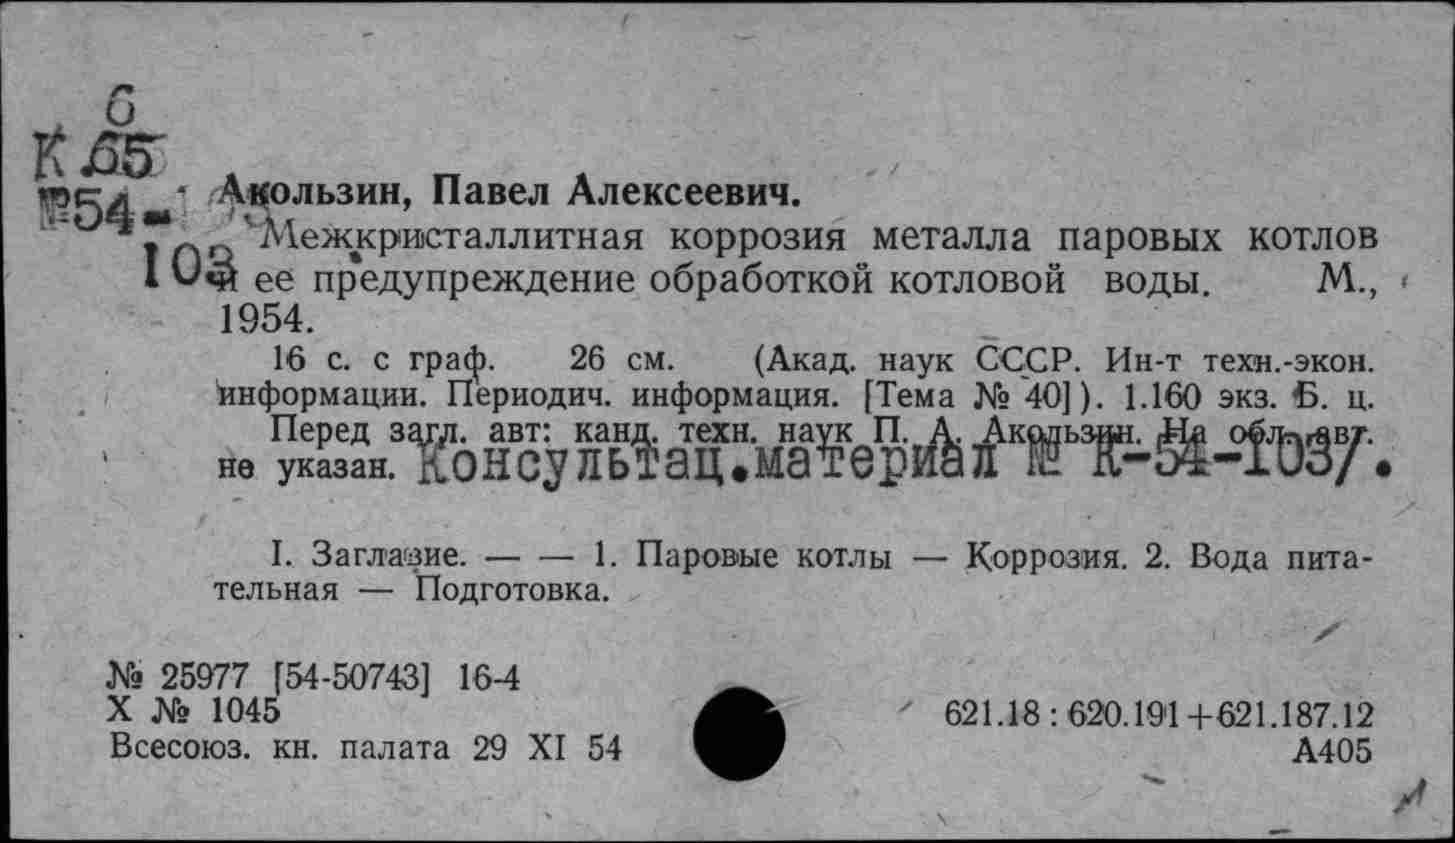 б
К 55
№54-
103
Акользин, Павел Алексеевич.
Межкристаллитная коррозия металла паровых котлов
и ее предупреждение обработкой котловой воды. М.,
1954.
16 с. с граф. 26 см. (Акад. наук СССР. Ин-т техн.-экон.
информации. Периодич. информация. [Тема № 40]). 1.160 экз. Б. ц.
Перед загл. авт: канд. техн. наук П. А. Акользин. На обл. авт.
не указан. Консультац.материал № К-54-103/.
I. Заглавие. — — 1. Паровые котлы — Коррозия. 2. Вода пита-
тельная — Подготовка.
№ 25977 [54-50743] 16-4
X № 1045
Всесоюз. кн. палата 29 XI 54
621.18 : 620.191+621.187.12
А405